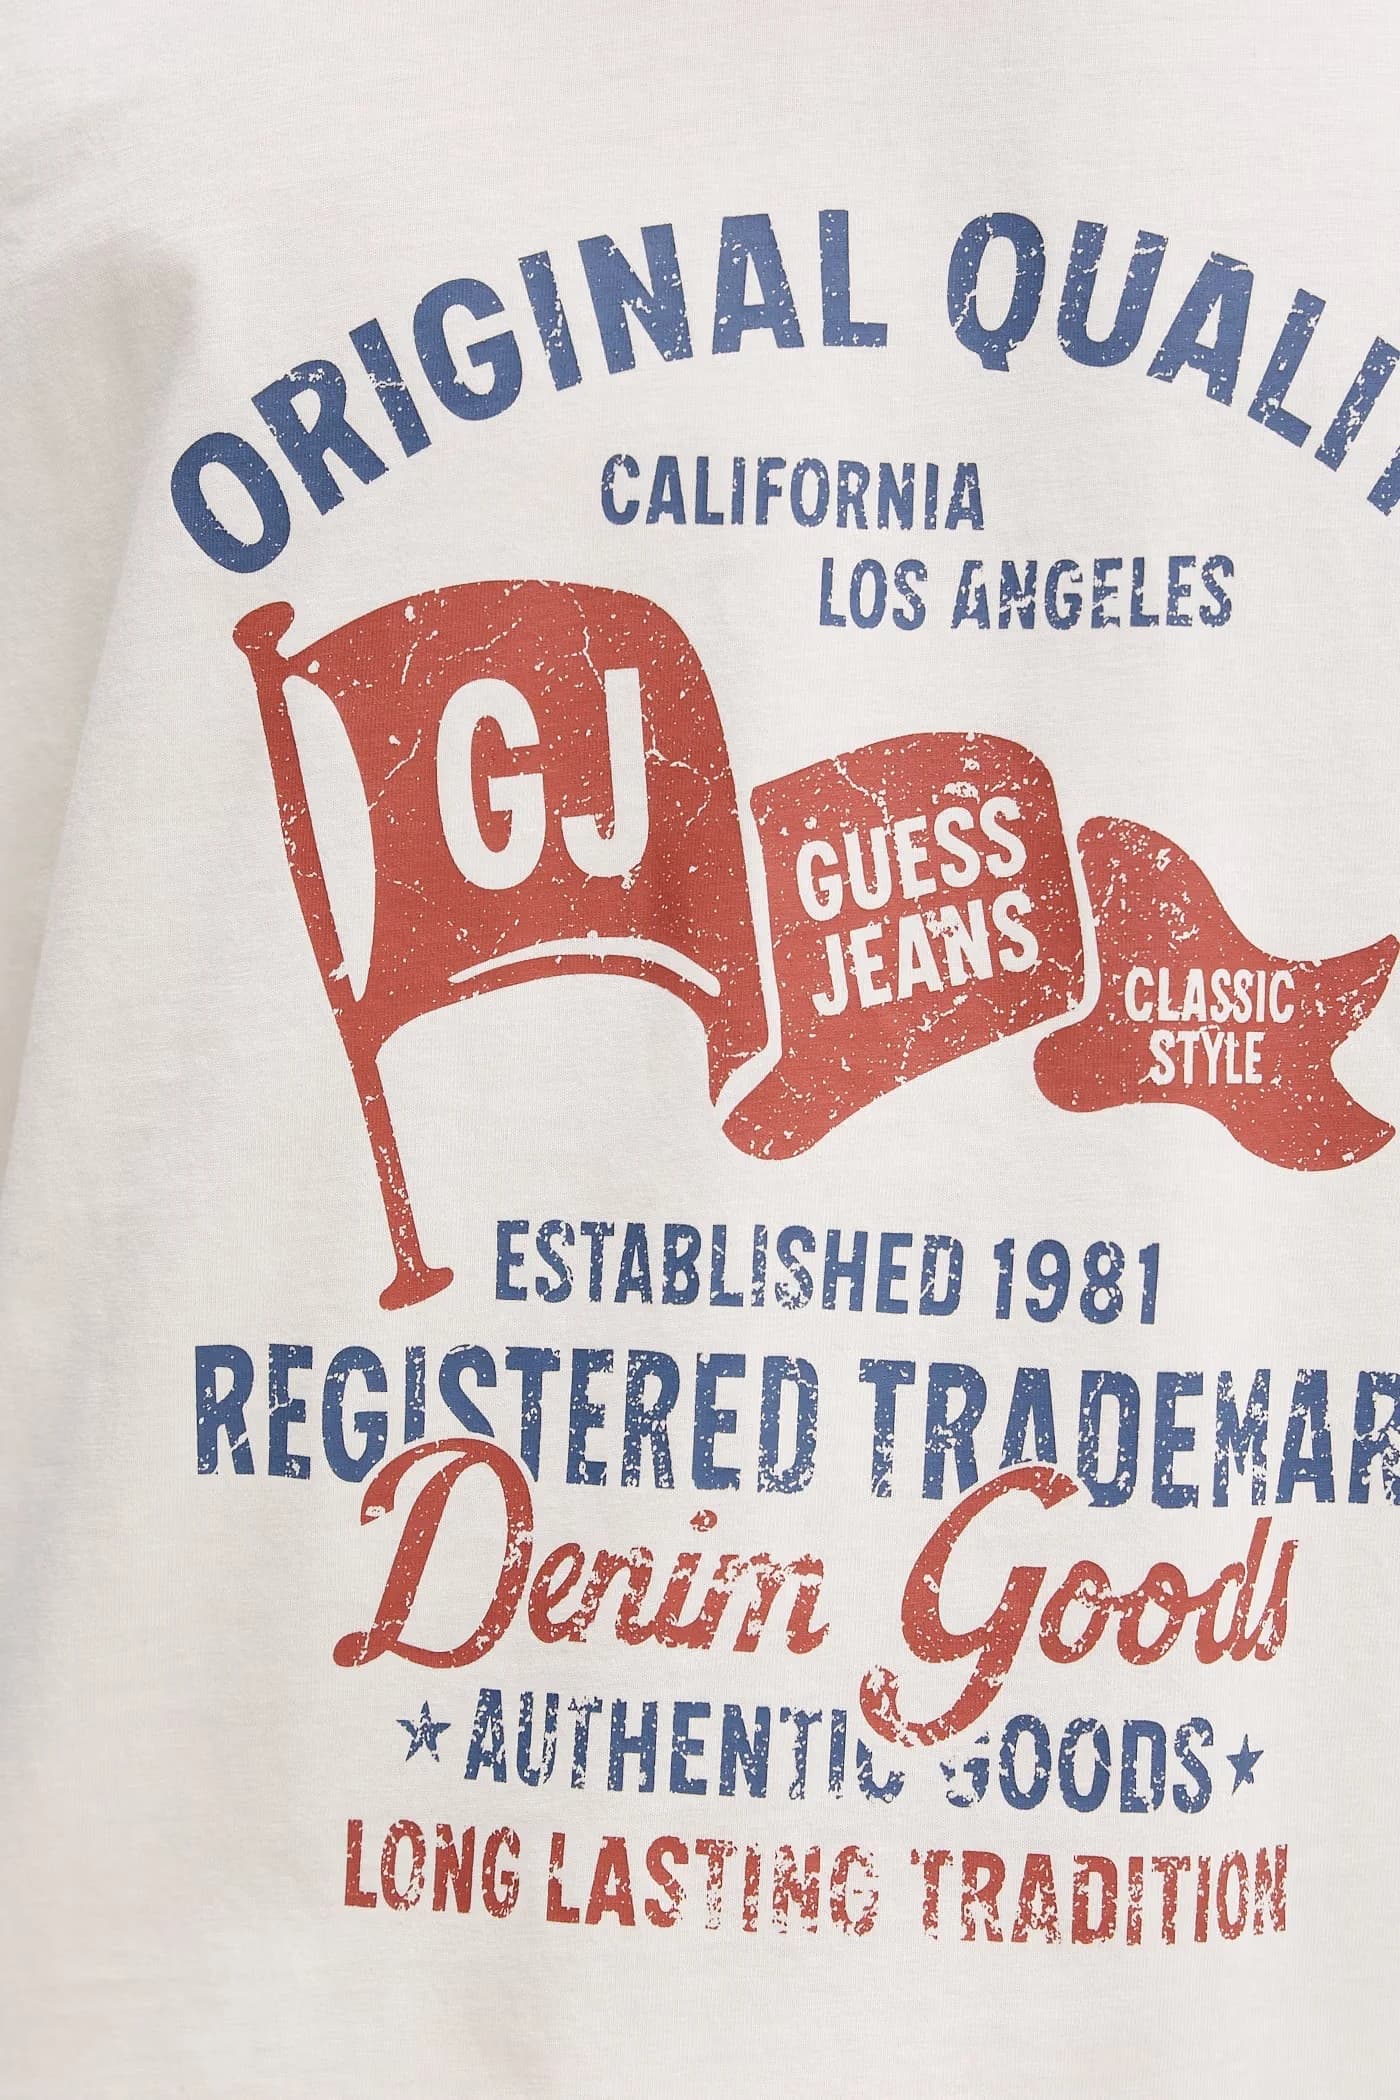 ORIGINAL QUALIT
CALIFORNIA
LOS ANGELES
GJ
GUESS
JEANS
CLASSIC
STYLE
ESTABLISHED 1981
REGISTERED TRADEMAR
Denim Goods
★AUTHENTIC GOODS★
LONG LASTING TRADITION